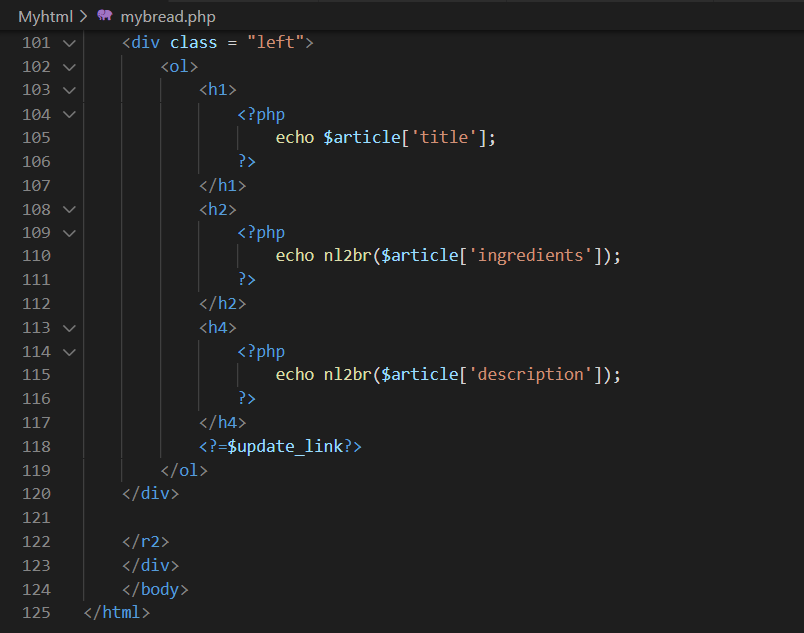 Myhtml > mybread.php
101 <div class = "left">
102 <ol>
103 <h1>
104 <?php
105 echo $article['title'];
106 ?>
107 </h1>
108 <h2>
109 <?php
110 echo nl2br($article['ingredients']);
111 ?>
112 </h2>
113 <h4>
114 <?php
115 echo nl2br($article['description']);
116 ?>
117 </h4>
118 <?=$update_link?>
119 </ol>
120 </div>
121
122 </r2>
123 </div>
124 </body>
125 </html>